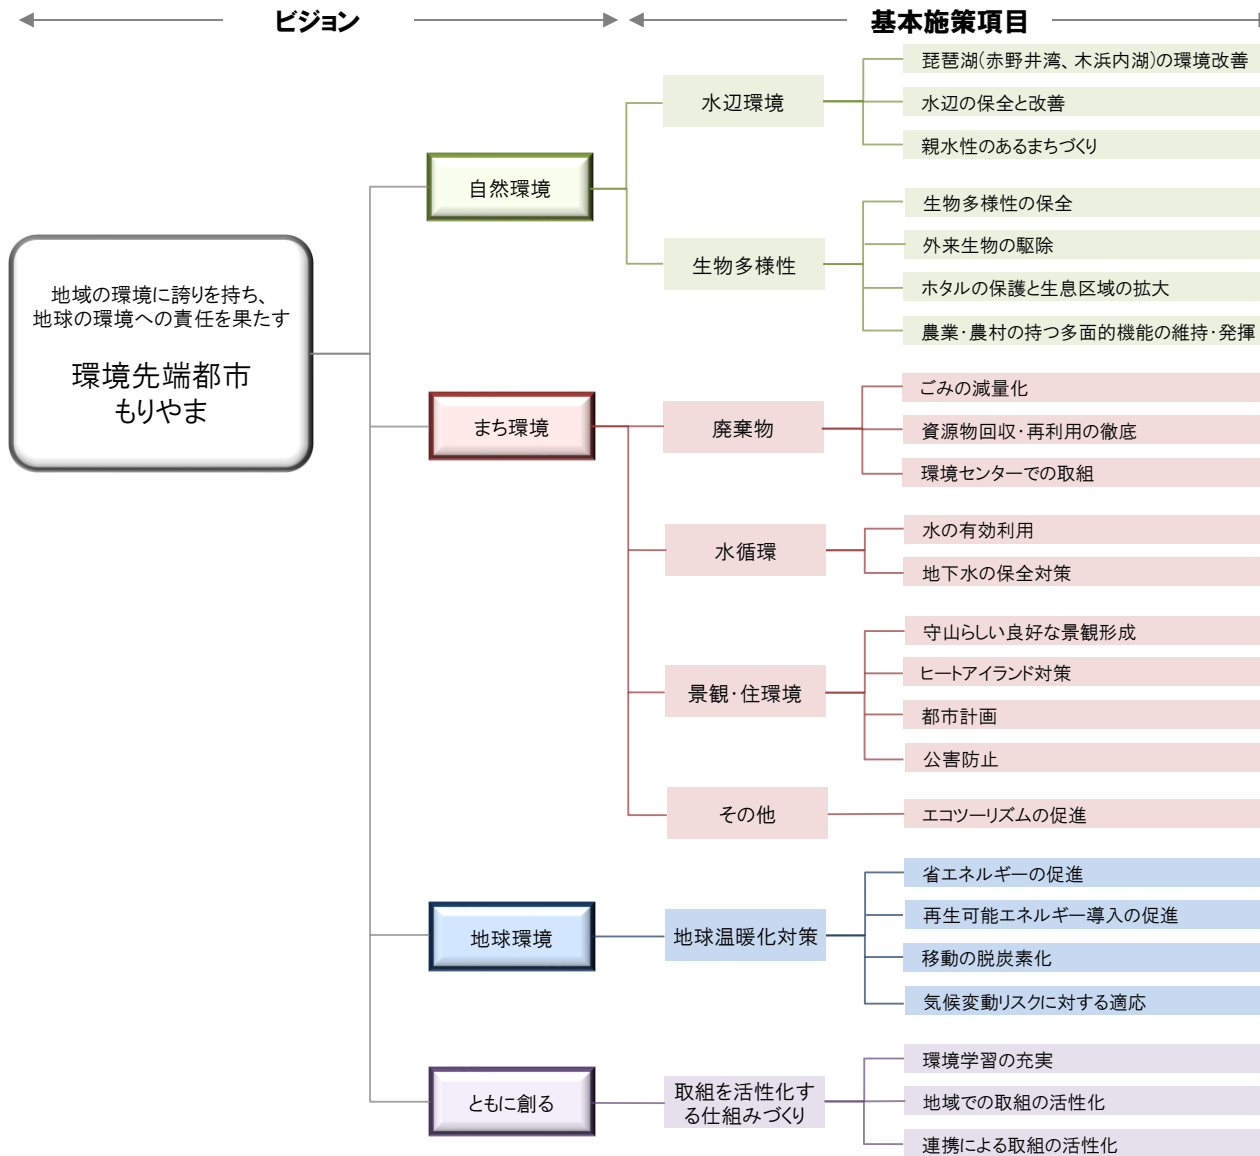 ビジョン
基本施策項目
地域の環境に誇りを持ち、
地球の環境への責任を果たす
環境先端都市
もりやま
自然環境
水辺環境
琵琶湖(赤野井湾、木浜内湖)の環境改善
水辺の保全と改善
親水性のあるまちづくり
生物多様性
生物多様性の保全
外来生物の駆除
ホタルの保護と生息区域の拡大
農業・農村の持つ多面的機能の維持・発揮
まち環境
廃棄物
ごみの減量化
資源物回収・再利用の徹底
環境センターでの取組
水循環
水の有効利用
地下水の保全対策
景観・住環境
守山らしい良好な景観形成
ヒートアイランド対策
都市計画
公害防止
その他
エコツーリズムの促進
地球環境
地球温暖化対策
省エネルギーの促進
再生可能エネルギー導入の促進
移動の脱炭素化
気候変動リスクに対する適応
ともに創る
取組を活性化す
る仕組みづくり
環境学習の充実
地域での取組の活性化
連携による取組の活性化